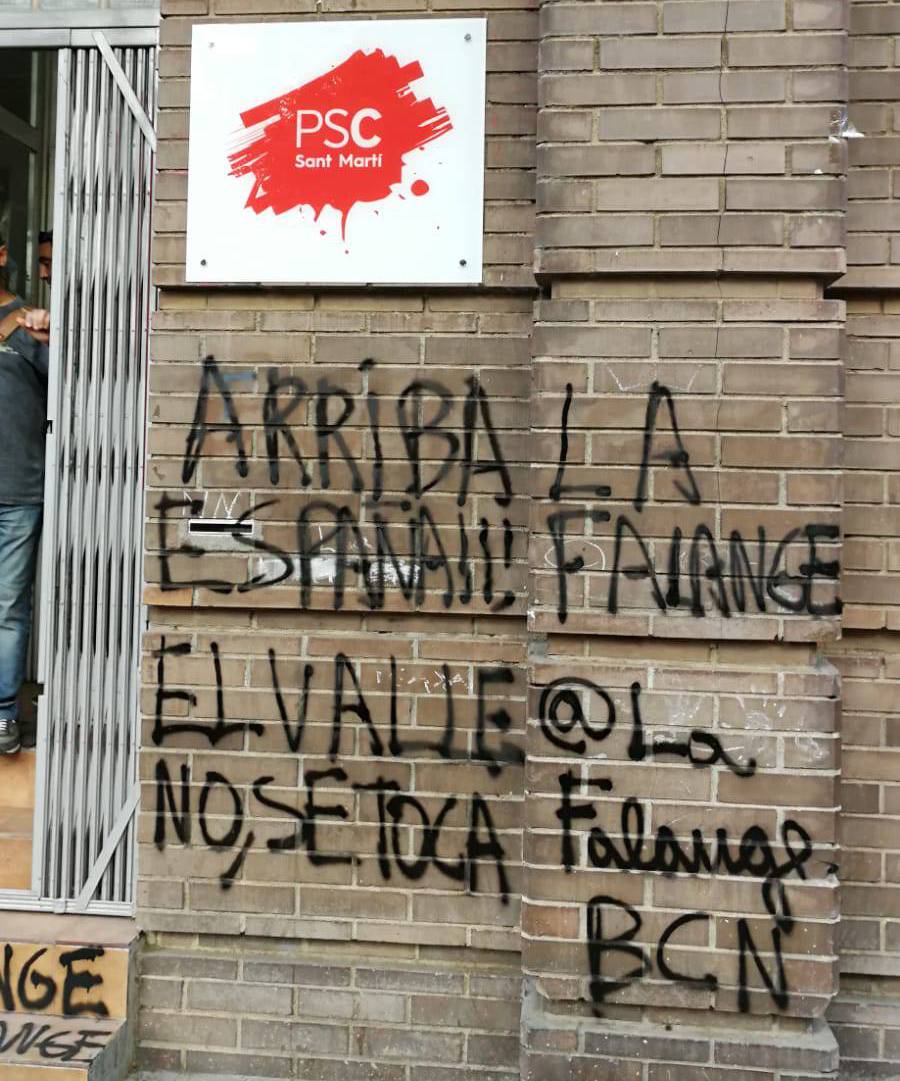 PSC
Sant Martí
ARRiBA
ESPAÑA!!!
EL VALLE
NO, SE TOCA
LA
FALANGE
@La
Falange
BCN
NGE
ANGE